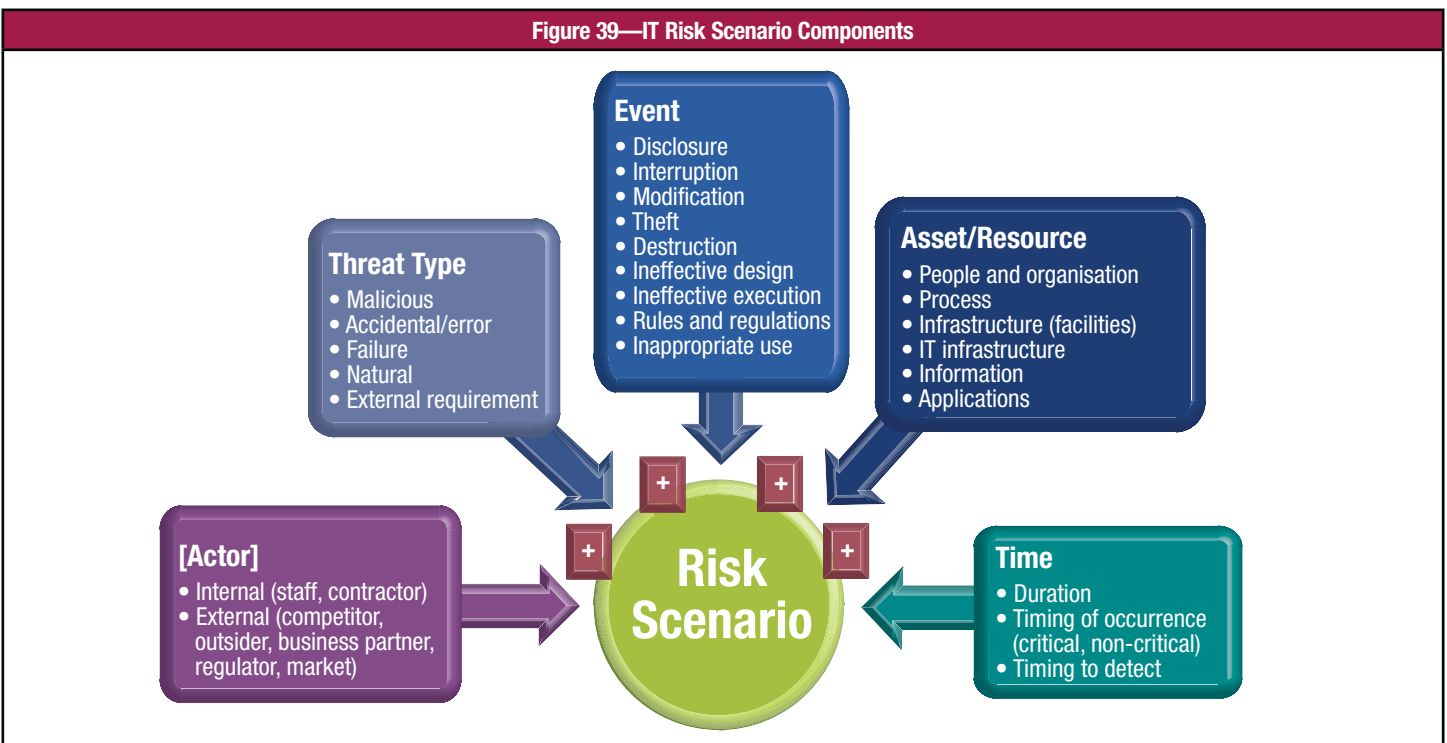 Figure 39—IT Risk Scenario Components
Event
• Disclosure
• Interruption
• Modification
• Theft
• Destruction
• Ineffective design
• Ineffective execution
• Rules and regulations
• Inappropriate use
Threat Type
• Malicious
• Accidental/error
• Failure
• Natural
• External requirement
Asset/Resource
• People and organisation
• Process
• Infrastructure (facilities)
• IT infrastructure
• Information
• Applications
[Actor]
• Internal (staff, contractor)
• External (competitor,
outsider, business partner,
regulator, market)
+
+
+
+
Risk
Scenario
Time
• Duration
• Timing of occurrence
(critical, non-critical)
• Timing to detect